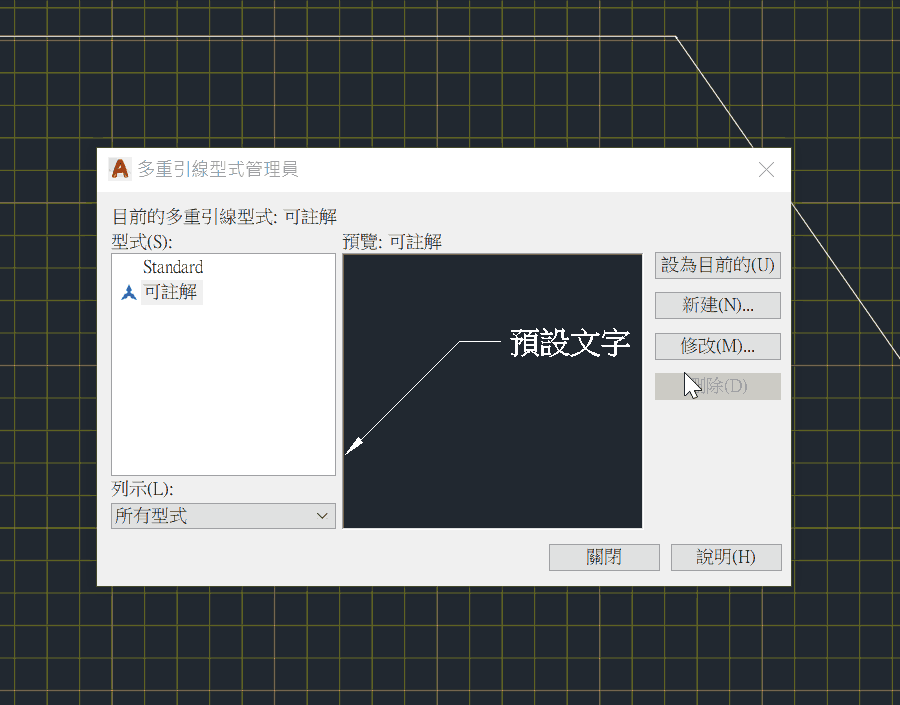 多重引線型式管理員
目前的多重引線型式: 可註解
型式(S):
Standard
可註解
預覽: 可註解
預設文字
設為目前的(U)
新建(N)...
修改(M)...
除(D)
列示(L):
所有型式
關閉
說明(H)